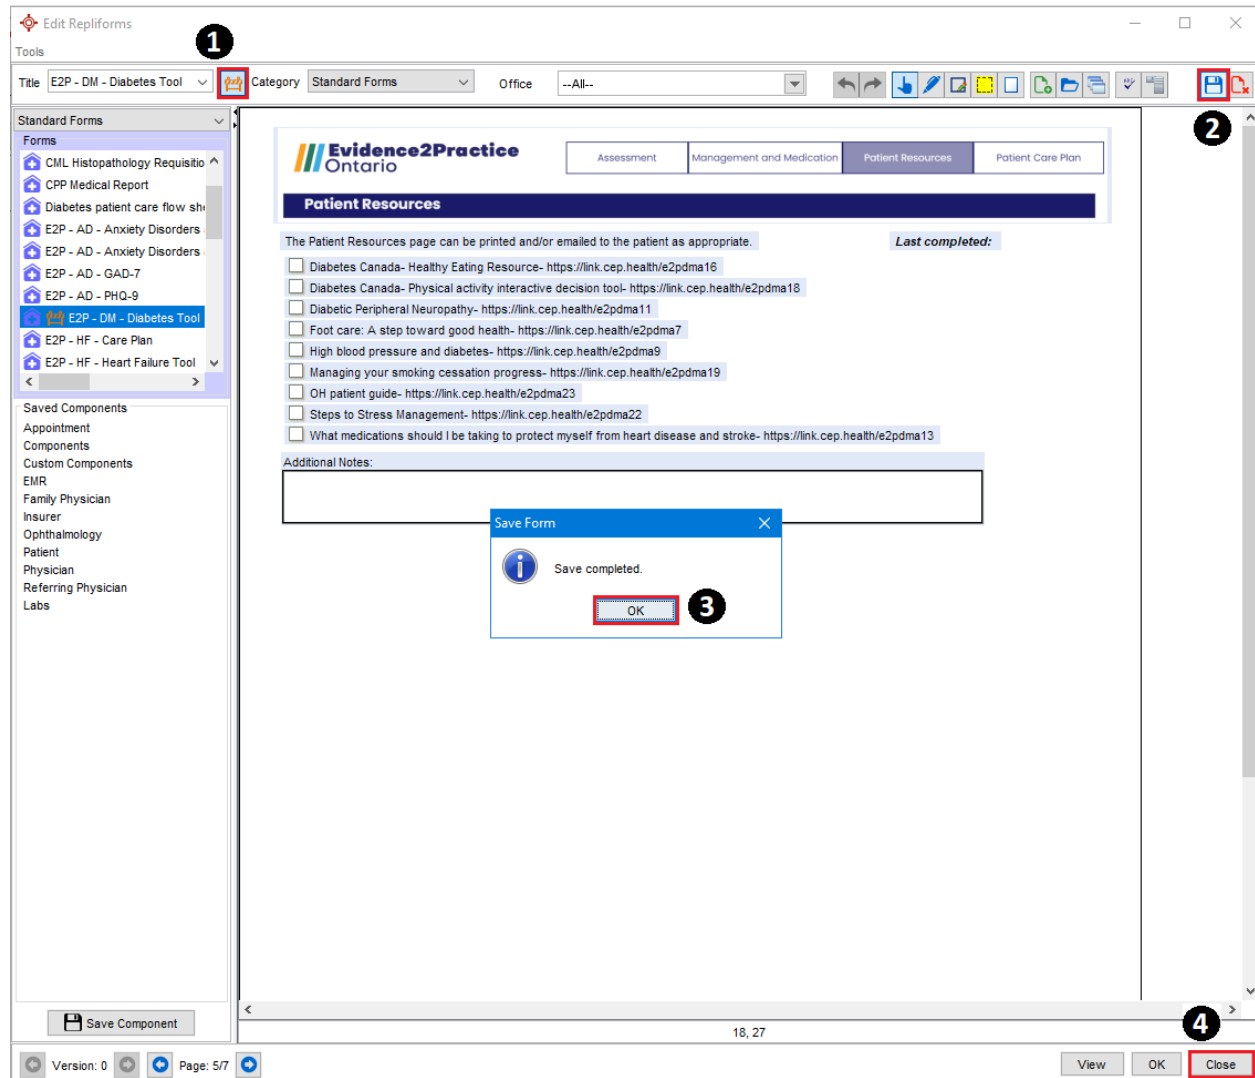 Edit Repliforms
1
Tools
Title E2P - DM - Diabetes Tool Category Standard Forms Office --All--
2
Standard Forms
Forms
CML Histopathology Requisitio
CPP Medical Report
Diabetes patient care flow sh
E2P - AD - Anxiety Disorders
E2P - AD - Anxiety Disorders
E2P - AD - GAD-7
E2P - AD - PHQ-9
E2P - DM - Diabetes Tool
E2P - HF - Care Plan
E2P - HF - Heart Failure Tool
Saved Components
Appointment
Components
Custom Components
EMR
Family Physician
Insurer
Ophthalmology
Patient
Physician
Referring Physician
Labs
Save Component
Evidence2Practice
Ontario
Assessment Management and Medication Patient Resources Patient Care Plan
Patient Resources
The Patient Resources page can be printed and/or emailed to the patient as appropriate. Last completed:
Diabetes Canada- Healthy Eating Resource- https://link.cep.health/e2pdma16
Diabetes Canada- Physical activity interactive decision tool- https://link.cep.health/e2pdma18
Diabetic Peripheral Neuropathy- https://link.cep.health/e2pdma11
Foot care: A step toward good health- https://link.cep.health/e2pdma7
High blood pressure and diabetes- https://link.cep.health/e2pdma9
Managing your smoking cessation progress- https://link.cep.health/e2pdma19
OH patient guide- https://link.cep.health/e2pdma23
Steps to Stress Management- https://link.cep.health/e2pdma22
What medications should I be taking to protect myself from heart disease and stroke- https://link.cep.health/e2pdma13
Additional Notes:
Save Form
Save completed.
OK
3
18, 27
4
Version: 0 Page: 5/7 View OK Close